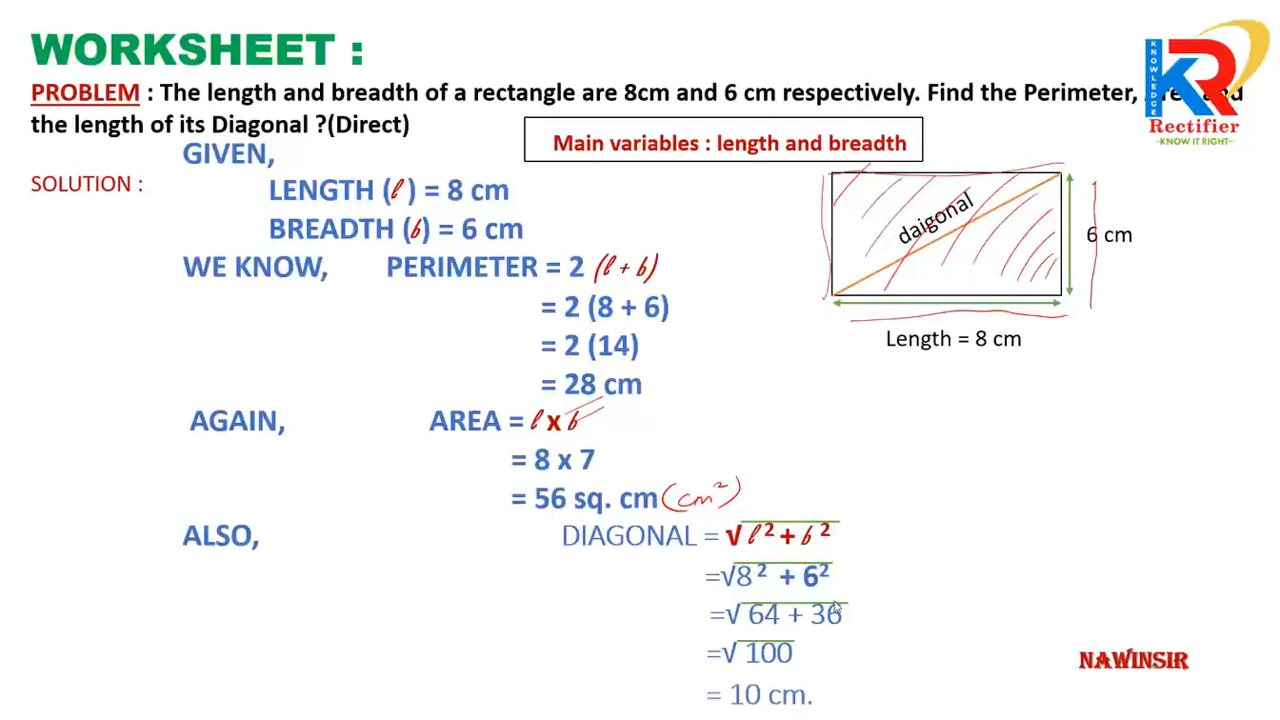 WORKSHEET :
PROBLEM : The length and breadth of a rectangle are 8cm and 6 cm respectively. Find the Perimeter,
the length of its Diagonal ?(Direct)
KNOWLEDGE
KR
Rectifier
-KNOW IT RIGHT-
Main variables : length and breadth
GIVEN,
SOLUTION :
LENGTH (l) = 8 cm
BREADTH (b) = 6 cm
WE KNOW, PERIMETER = 2 (l + b)
= 2 (8 + 6)
= 2 (14)
= 28 cm
daigonal
6 cm
Length = 8 cm
AGAIN, AREA = l x b
= 8 x 7
= 56 sq. cm (cm²)
ALSO, DIAGONAL = √l² + b²
=√8² + 6²
=√ 64 + 36
=√ 100
= 10 cm.
NAWINSIR